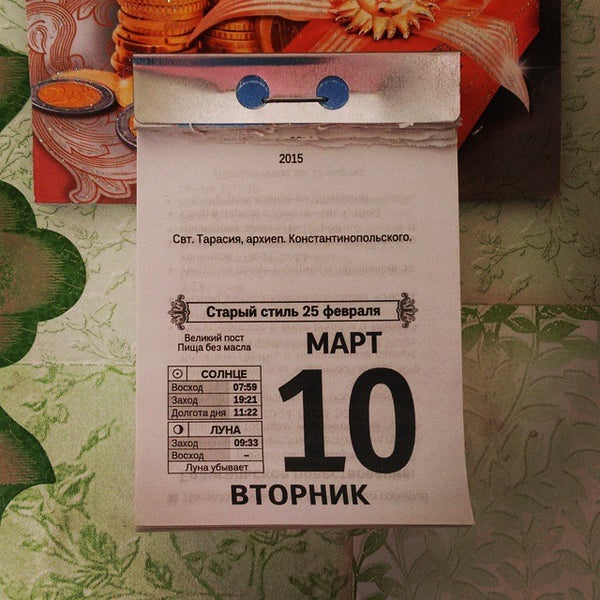 2015
Свт. Тарасия, архиеп. Константинопольского.
Старый стиль 25 февраля
Великий пост
Пища без масла
МАРТ
10
ВТОРНИК
СОЛНЦЕ
Восход 07:59
Заход 19:21
Долгота дня 11:22
ЛУНА
Заход 09:33
Восход –
Луна убывает